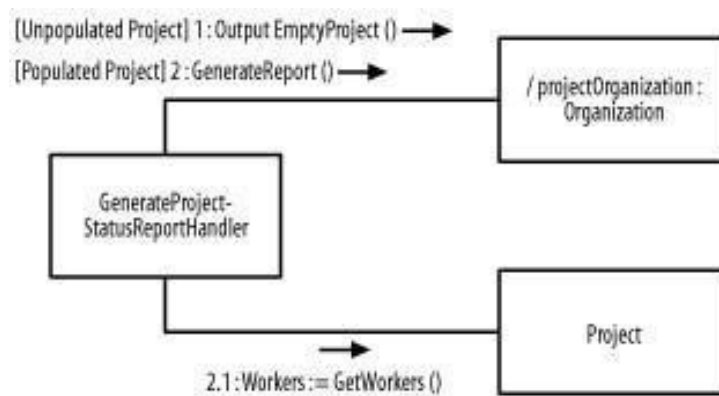 [Unpopulated Project] 1 : Output EmptyProject ()
[Populated Project] 2 : GenerateReport ()
/ projectOrganization :
Organization
GenerateProject-
StatusReportHandler
Project
2.1 : Workers : = GetWorkers ()